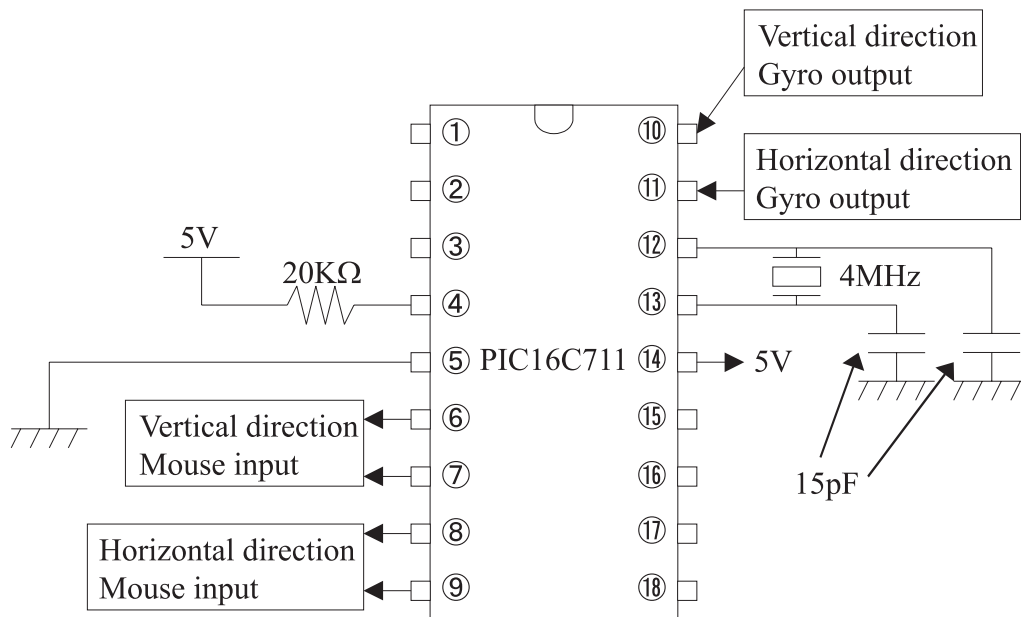 Vertical direction
Gyro output
① ⑩
Horizontal direction
Gyro output
② ⑪
5V
③ ⑫
20KΩ
4MHz
④ ⑬
⑤ PIC16C711 ⑭ 5V
Vertical direction
Mouse input
⑥ ⑮
⑦ ⑯
15pF
Horizontal direction
Mouse input
⑧ ⑰
⑨ ⑱